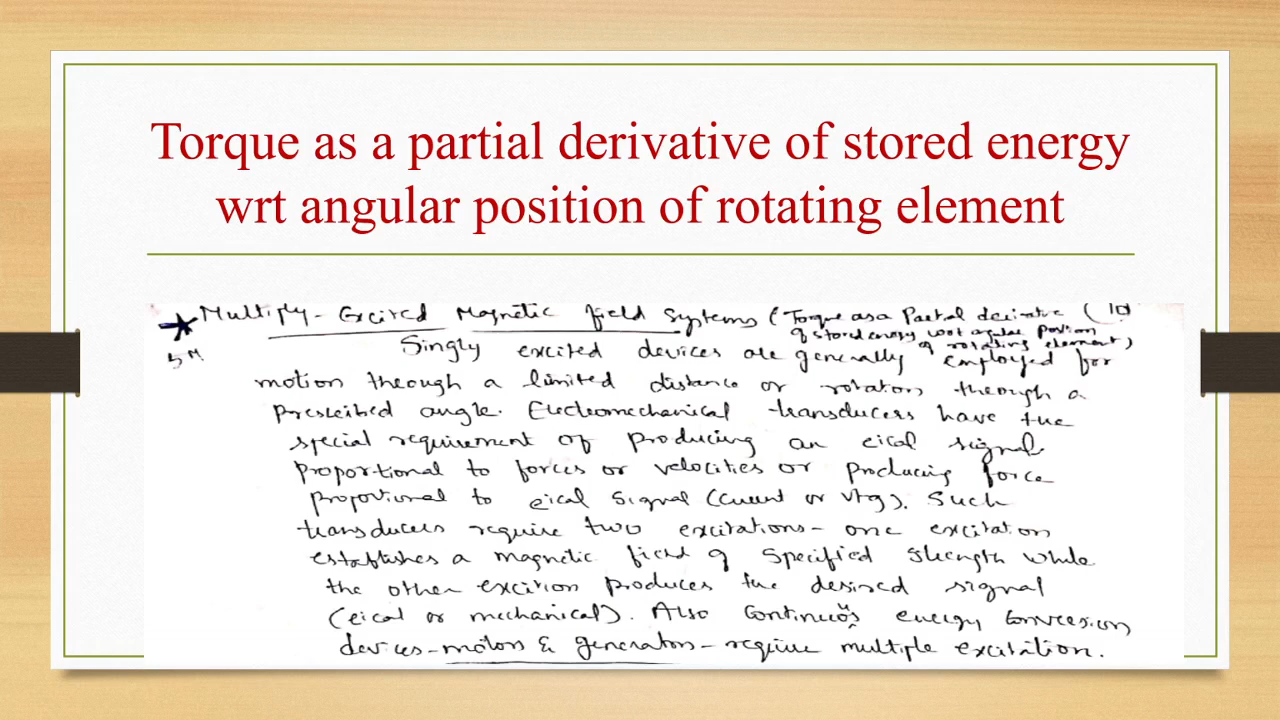 Torque as a partial derivative of stored energy
wrt angular position of rotating element
Multiply-Excited Magnetic field Systems (Torque as a Partial derivative
of stored energy wrt angular position
of rotating element)
5M
Singly excited devices are generally employed for
motion through a limited distance or rotation through a
Prescribed angle. Electromechanical transducers have the
special requirement of producing an eical signal
proportional to forces or velocities or producing force
proportional to eical signal (current or vtg). Such
transducers require two excitations - one excitation
establishes a magnetic field of specified strength while
the other excition produces the desired signal
(eical or mechanical). Also continuous energy conversion
devices - motors & generators - require multiple excitation.